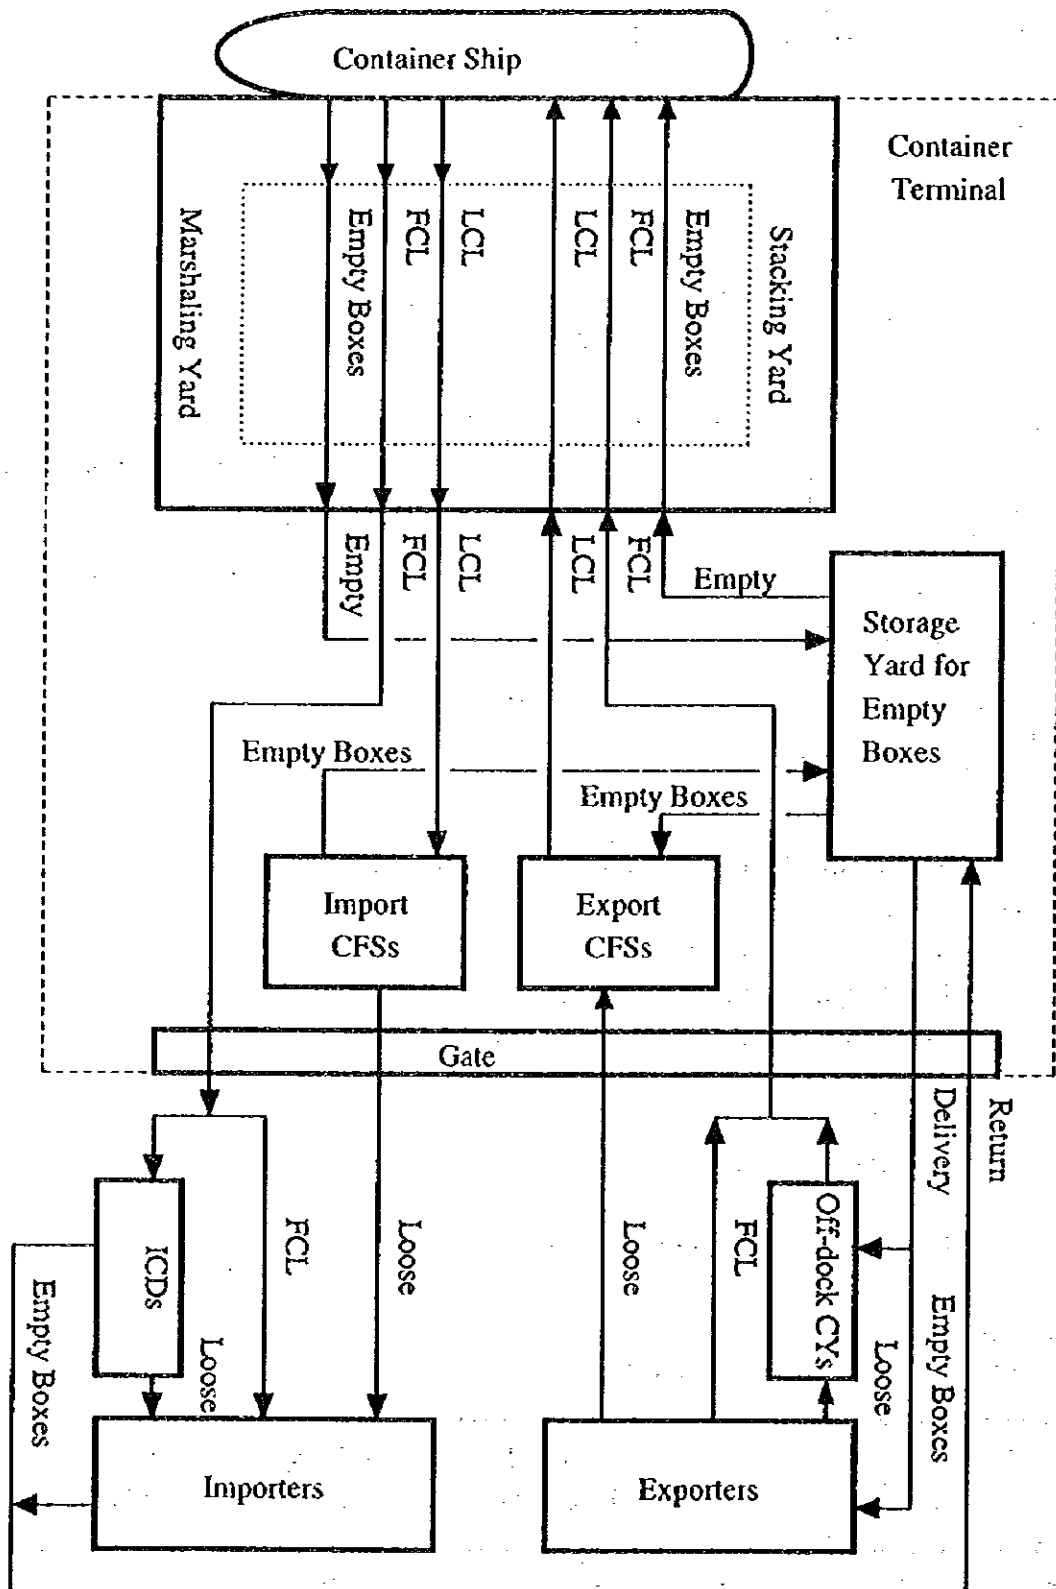 Container Ship
Container
Terminal
Marshaling Yard
Empty Boxes
FCL
LCL
LCL
FCL
Empty Boxes
Stacking Yard
Empty
FCL
LCL
LCL
FCL
Empty
Storage
Yard for
Empty
Boxes
Empty Boxes
Empty Boxes
Import
CFSs
Export
CFSs
Gate
Delivery
Return
ICDs
FCL
Loose
Loose
FCL
Off-dock CYs
Empty Boxes
Loose
Loose
Empty Boxes
Importers
Exporters